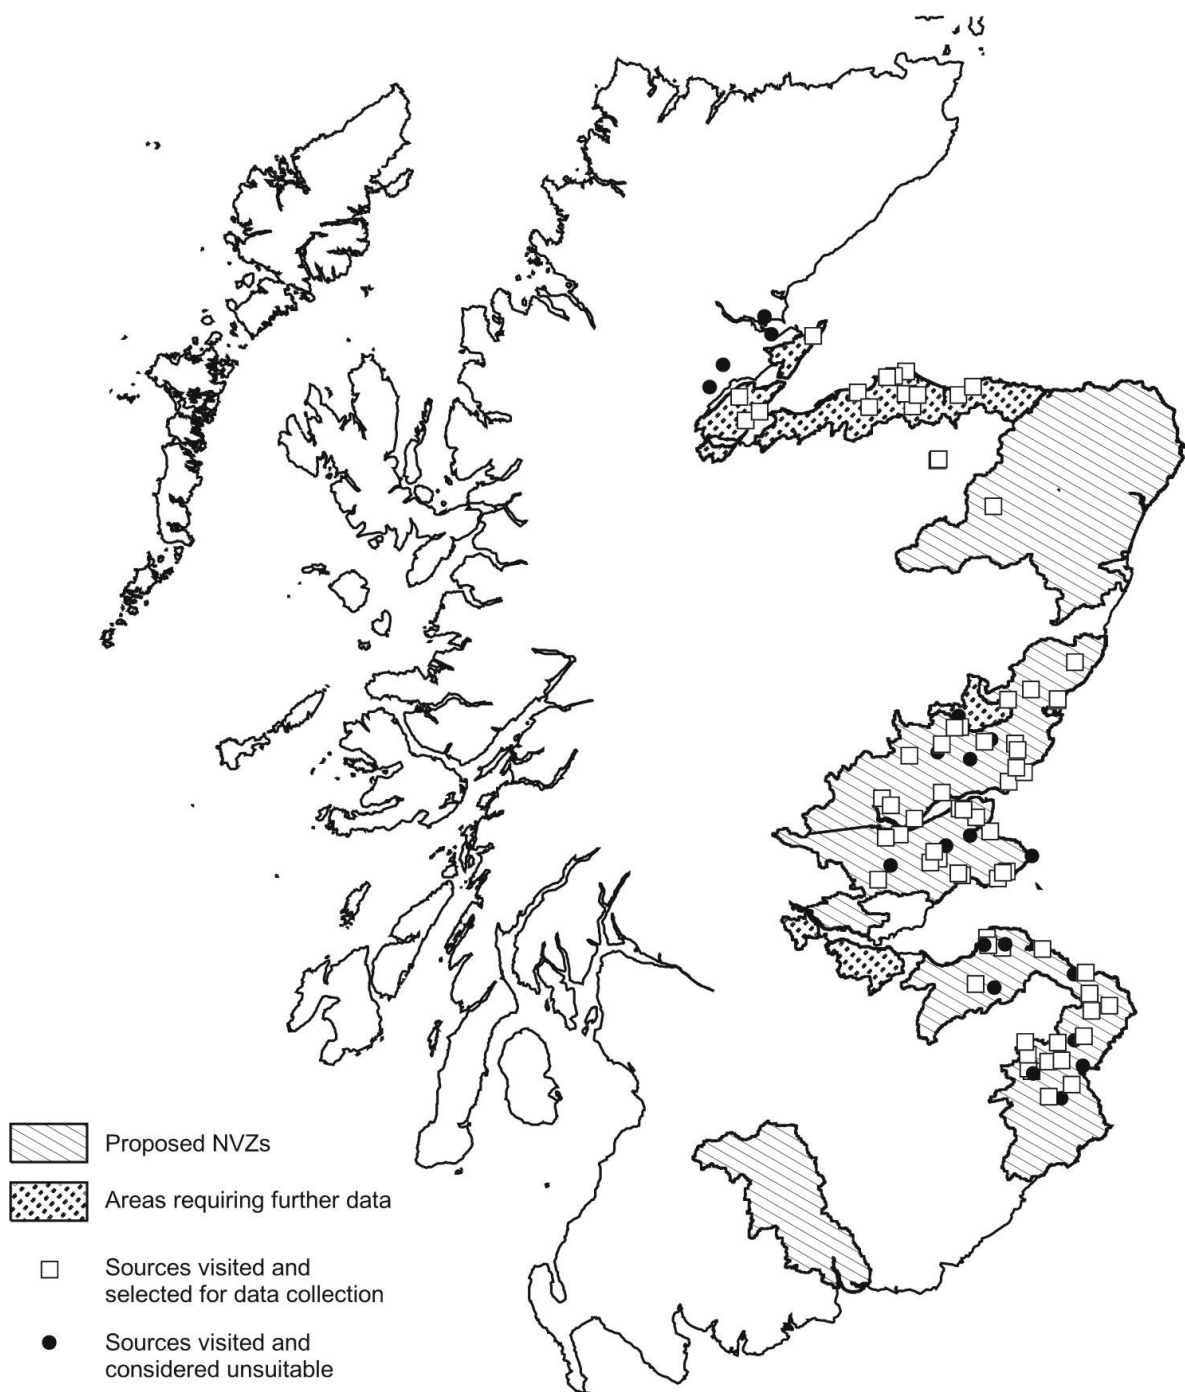 Proposed NVZs
Areas requiring further data
Sources visited and
selected for data collection
Sources visited and
considered unsuitable